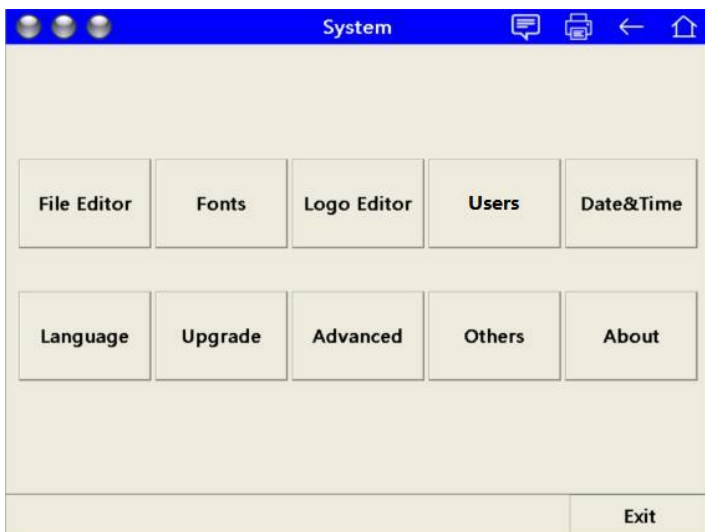 System
File Editor Fonts Logo Editor Users Date&Time
Language Upgrade Advanced Others About
Exit